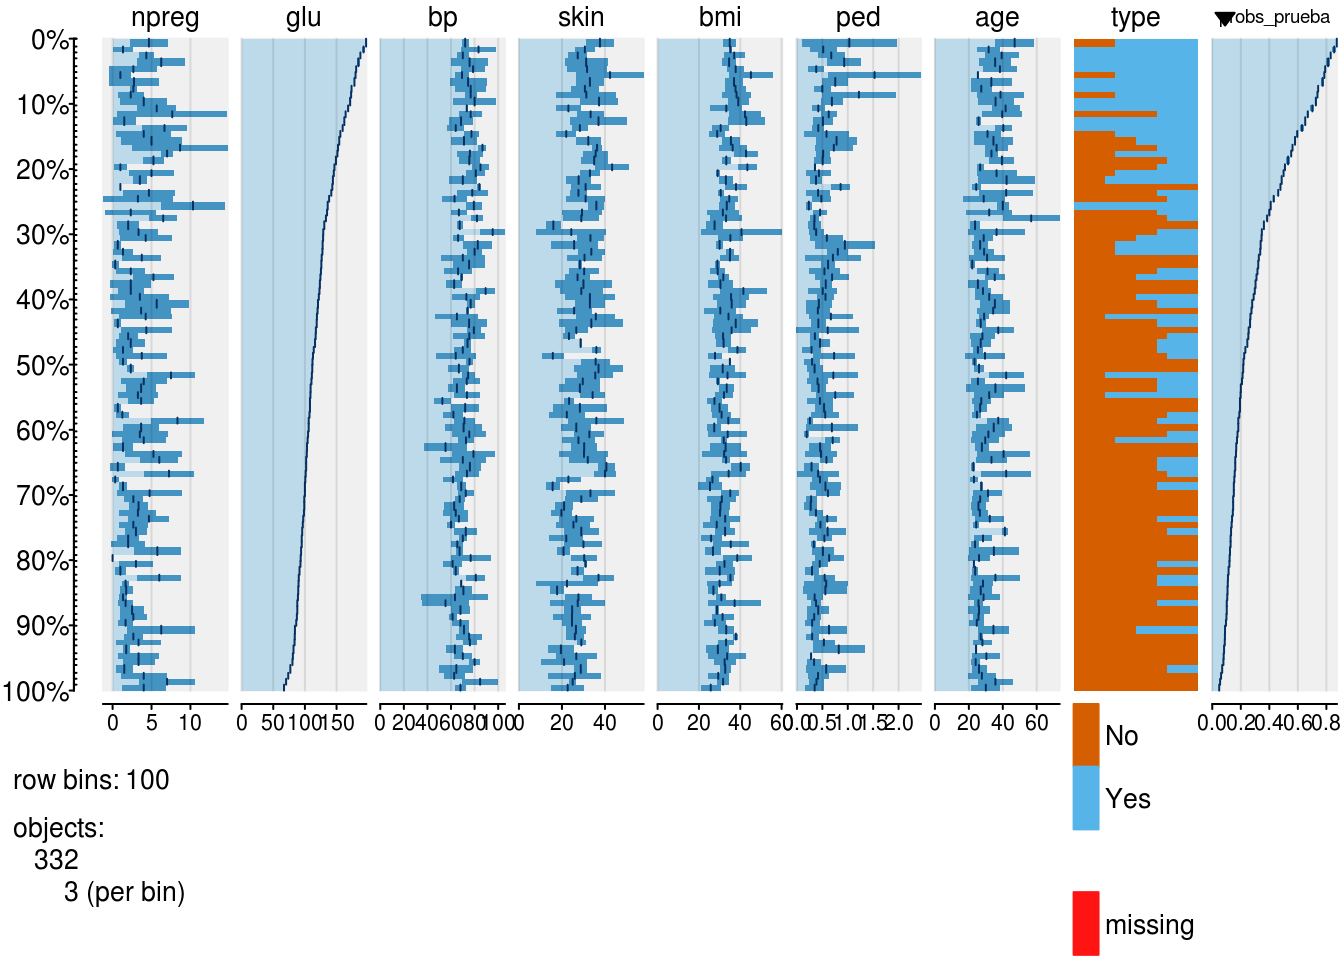 npreg glu bp skin bmi ped age type probs_prueba
0%
10%
20%
30%
40%
50%
60%
70%
80%
90%
100%
0 5 10 0 50 100 150 0 20 40 60 80 100 0 20 40 0 20 40 60 0.0 0.5 1.0 1.5 2.0 0 20 40 60 0.0 0.2 0.4 0.6 0.8
No
row bins: 100
Yes
objects:
332
3 (per bin)
missing